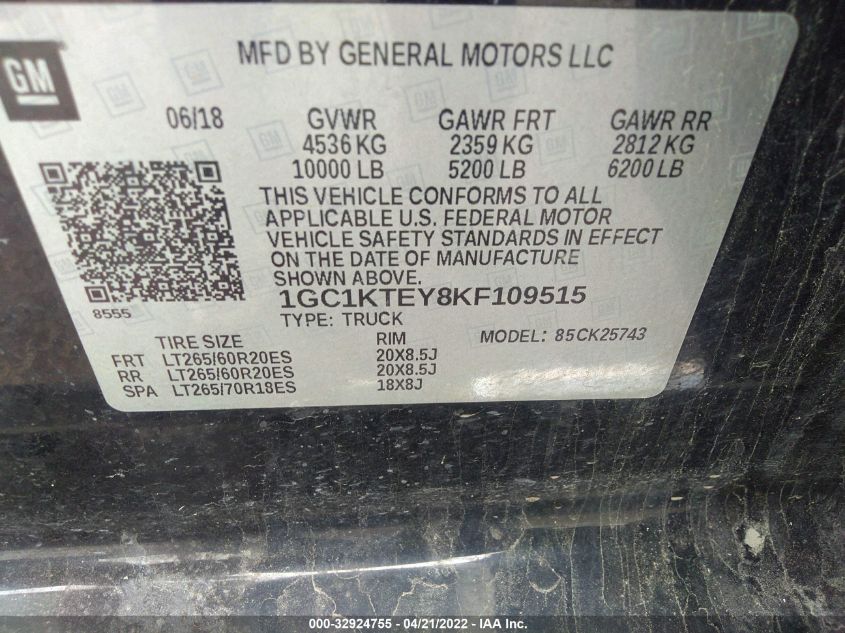 GM
MFD BY GENERAL MOTORS LLC
06/18 GVWR GAWR FRT GAWR RR
4536 KG 2359 KG 2812 KG
10000 LB 5200 LB 6200 LB
THIS VEHICLE CONFORMS TO ALL
APPLICABLE U.S. FEDERAL MOTOR
VEHICLE SAFETY STANDARDS IN EFFECT
ON THE DATE OF MANUFACTURE
SHOWN ABOVE.
8555 1GC1KTEY8KF109515
TYPE: TRUCK MODEL: 85CK25743
TIRE SIZE RIM
FRT LT265/60R20ES 20X8.5J
RR LT265/60R20ES 20X8.5J
SPA LT265/70R18ES 18X8J
000-32924755 - 04/21/2022 - IAA Inc.